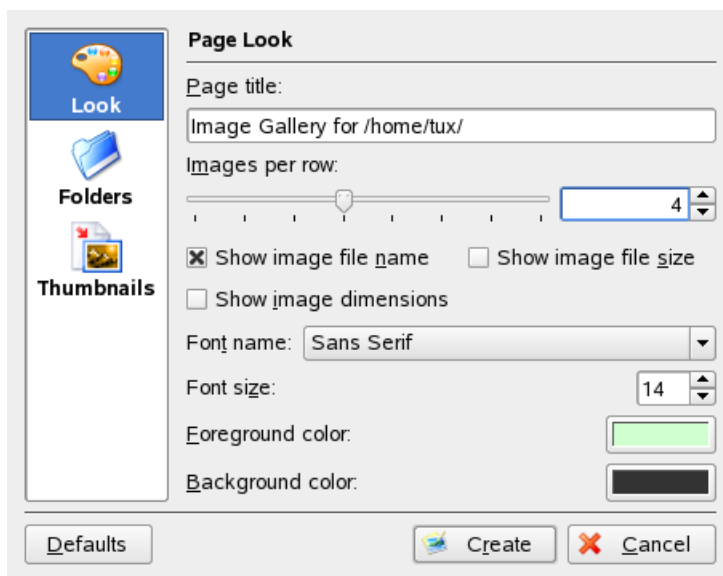 Look
Folders
Thumbnails
Page Look
Page title:
Image Gallery for /home/tux/
Images per row:
4
Show image file name
Show image file size
Show image dimensions
Font name: Sans Serif
Font size: 14
Foreground color:
Background color:
Defaults
Create
Cancel